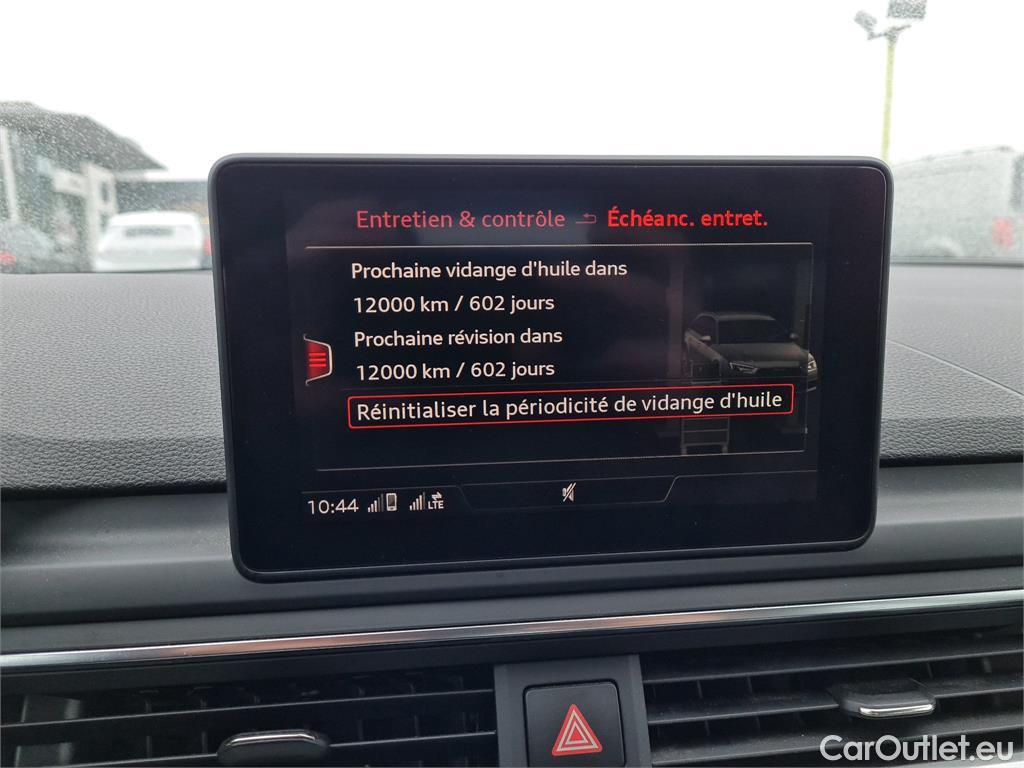 Entretien & contrôle Échéanc. entret.
Prochaine vidange d'huile dans
12000 km / 602 jours
Prochaine révision dans
12000 km / 602 jours
Réinitialiser la périodicité de vidange d'huile
10:44 LTE
CarOutlet.eu